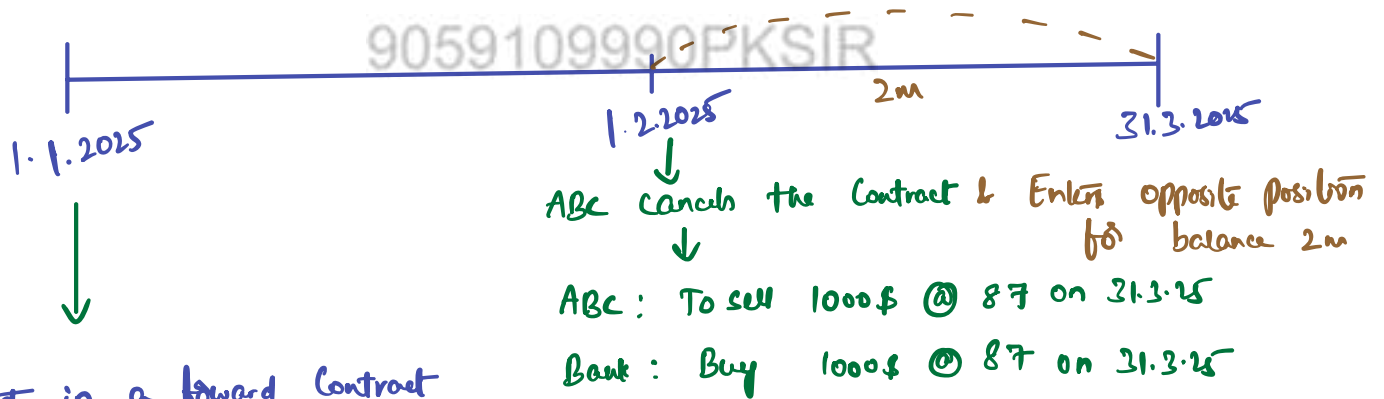 9059109990PKSIR
2m
1.1.2025
1.2.2025
31.3.2025
ABC cancels the Contract & Enters opposite position
for balance 2m
ABC : To sell 1000$ @ 87 on 31.3.25
Bank : Buy 1000$ @ 87 on 31.3.25
in a forward Contract